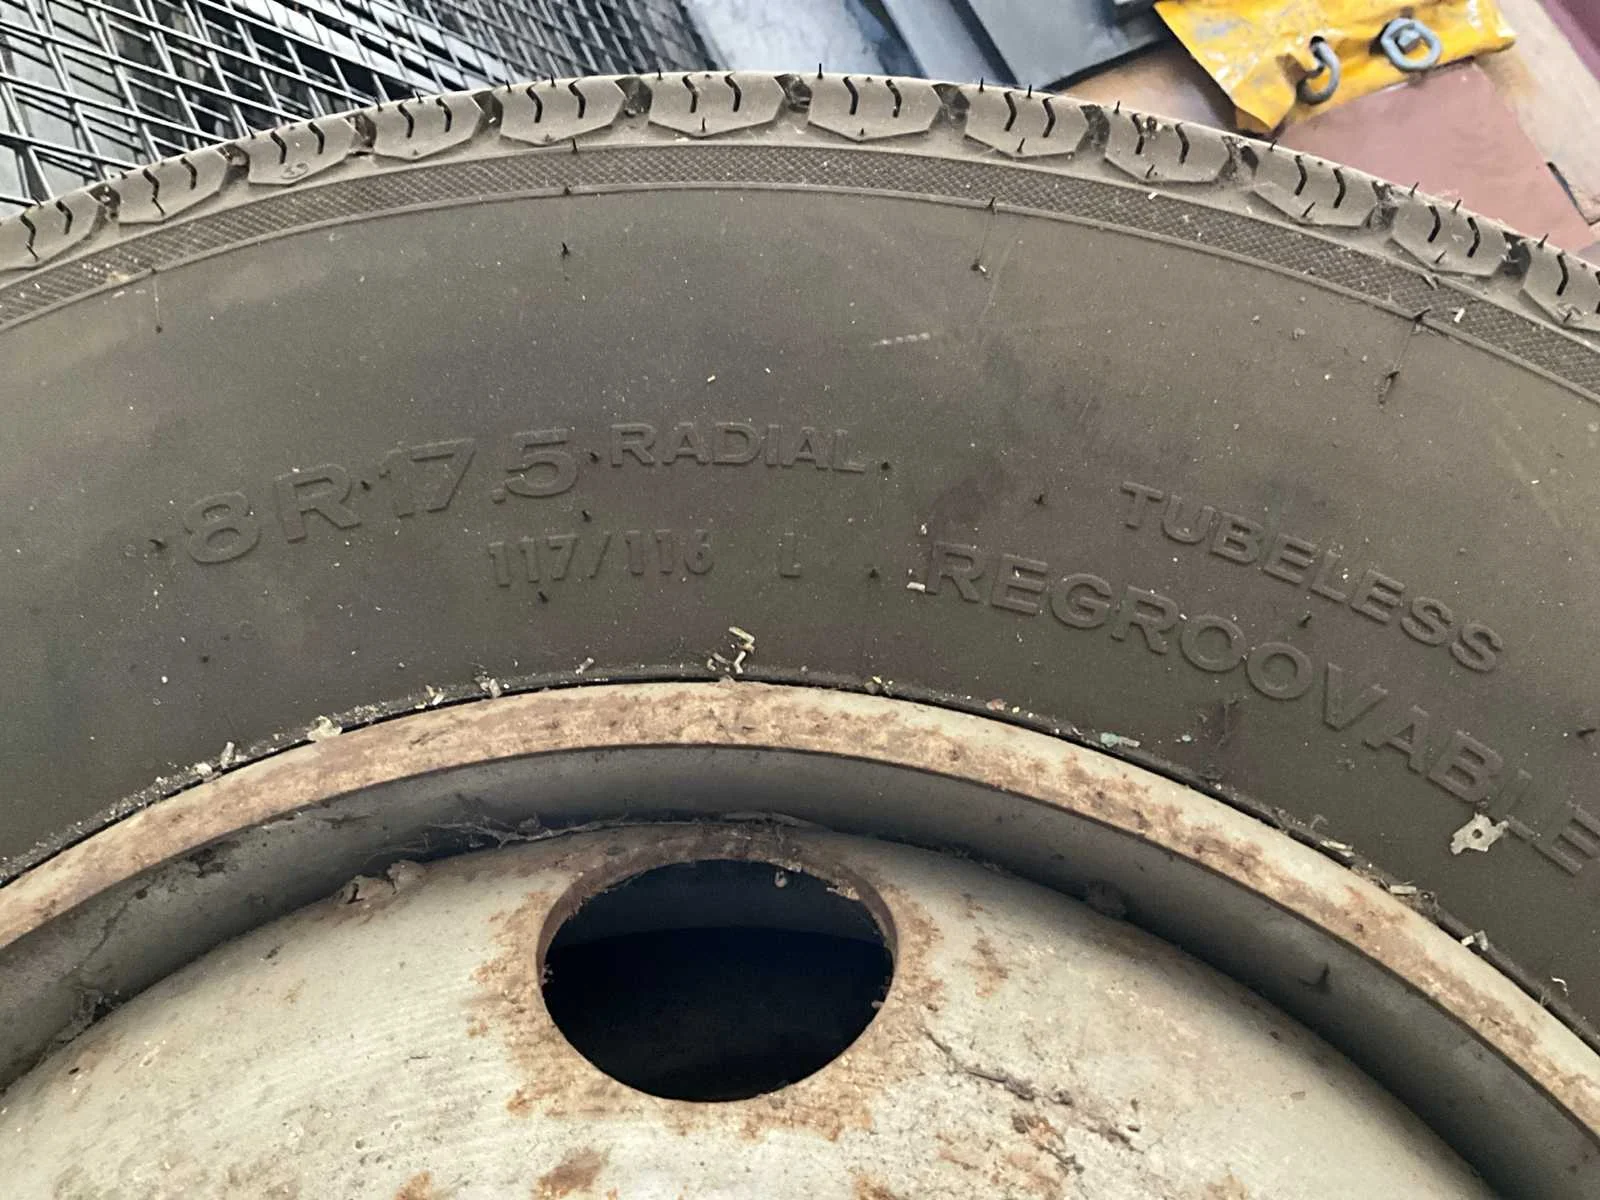 8R17.5 RADIAL
117/116 L
TUBELESS
REGROOVABLE